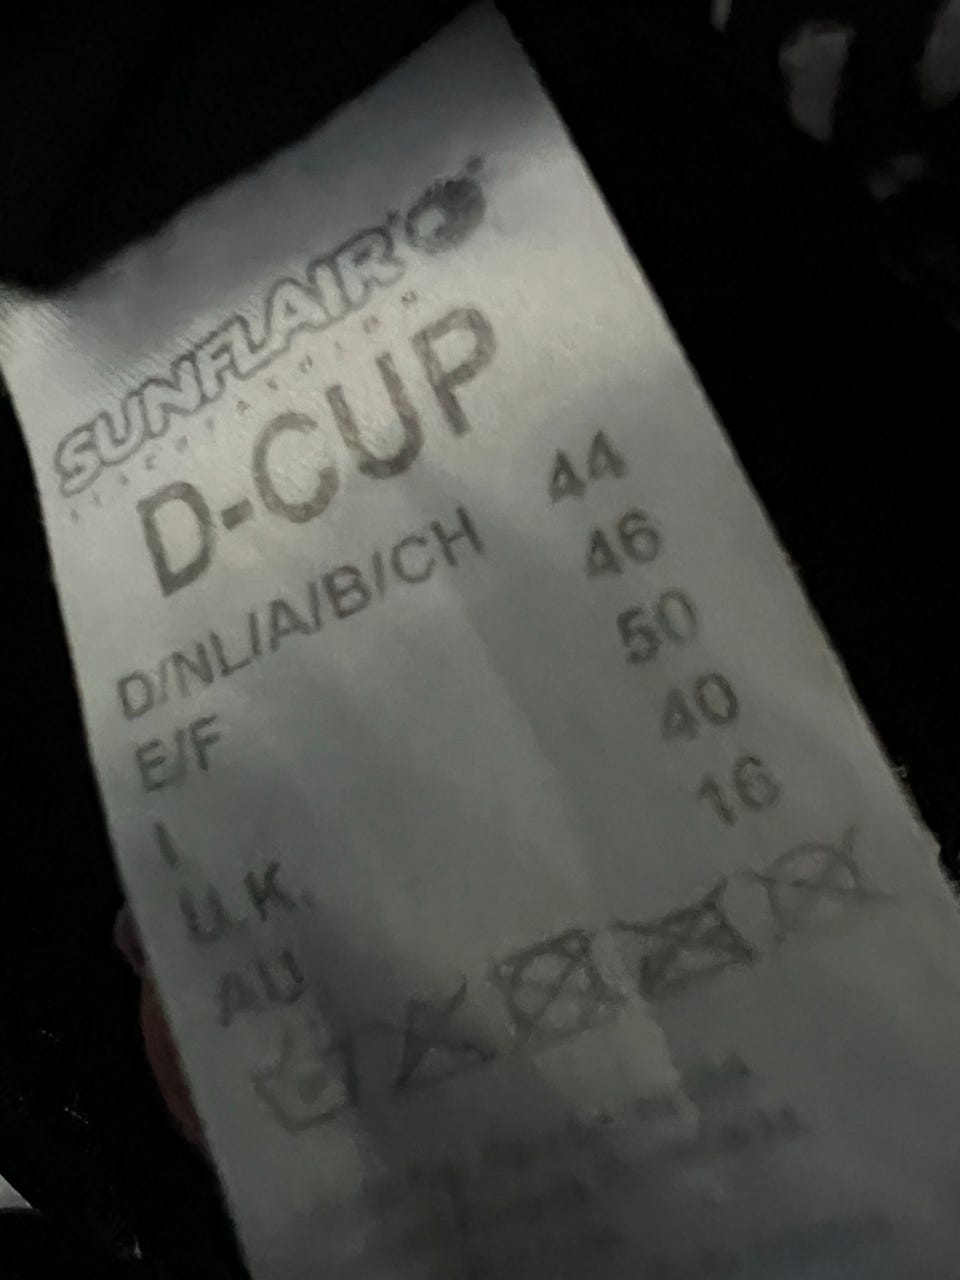 SUNFLAIR
D-CUP
D/NL/A/B/CH 44
E/F 46
I 50
U.K. 40
AU 16